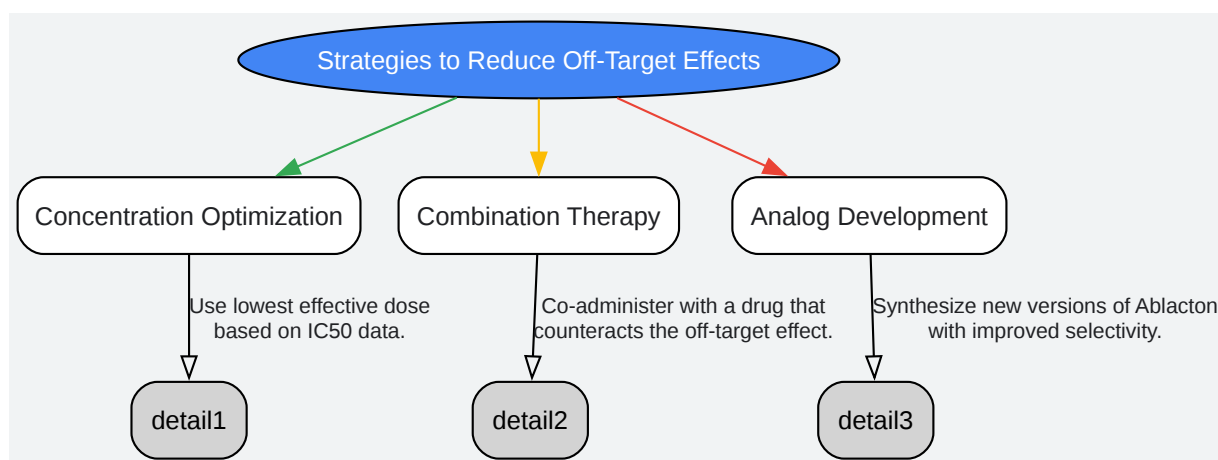 Strategies to Reduce Off-Target Effects
Concentration Optimization
Combination Therapy
Analog Development
Use lowest effective dose
based on IC50 data.
Co-administer with a drug that
counteracts the off-target effect.
Synthesize new versions of Ablacton
with improved selectivity.
detail1
detail2
detail3